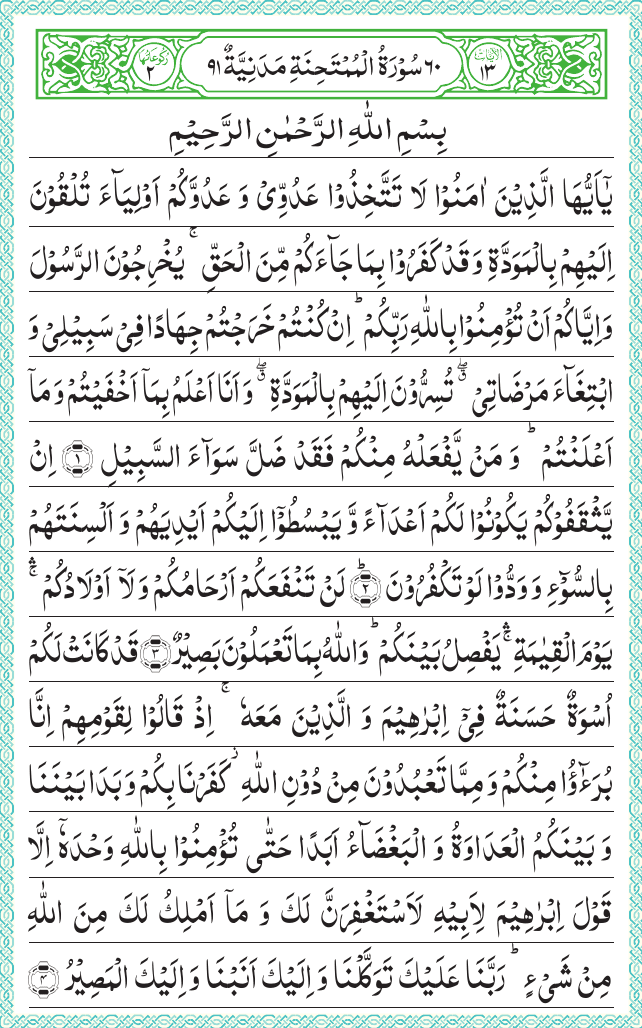 اٰیَاتُهَا ١٣ ٦٠ سُوْرَةُ الْمُمْتَحِنَةِ مَدَنِيَّةٌ ٩١ رُكُوْعَاتُهَا ٢
بِسْمِ اللّٰهِ الرَّحْمٰنِ الرَّحِيْمِ
يٰۤاَيُّهَا الَّذِيْنَ اٰمَنُوْا لَا تَتَّخِذُوْا عَدُوِّيْ وَ عَدُوَّكُمْ اَوْلِيَآءَ تُلْقُوْنَ
اِلَيْهِمْ بِالْمَوَدَّةِ وَ قَدْ كَفَرُوْا بِمَا جَآءَكُمْ مِّنَ الْحَقِّ ۚ يُخْرِجُوْنَ الرَّسُوْلَ
وَ اِيَّاكُمْ اَنْ تُؤْمِنُوْا بِاللّٰهِ رَبِّكُمْ ؕ اِنْ كُنْتُمْ خَرَجْتُمْ جِهَادًا فِيْ سَبِيْلِيْ وَ
ابْتِغَآءَ مَرْضَاتِيْ ۖۗ تُسِرُّوْنَ اِلَيْهِمْ بِالْمَوَدَّةِ ۖۗ وَ اَنَا اَعْلَمُ بِمَاۤ اَخْفَيْتُمْ وَ مَاۤ
اَعْلَنْتُمْ ؕ وَ مَنْ يَّفْعَلْهُ مِنْكُمْ فَقَدْ ضَلَّ سَوَآءَ السَّبِيْلِ ١ اِنْ
يَّثْقَفُوْكُمْ يَكُوْنُوْا لَكُمْ اَعْدَآءً وَّ يَبْسُطُوْۤا اِلَيْكُمْ اَيْدِيَهُمْ وَ اَلْسِنَتَهُمْ
بِالسُّوْٓءِ وَ وَدُّوْا لَوْ تَكْفُرُوْنَ ؕ٢ لَنْ تَنْفَعَكُمْ اَرْحَامُكُمْ وَ لَاۤ اَوْلَادُكُمْ ۛۚ
يَوْمَ الْقِيٰمَةِ ۛۚ يَفْصِلُ بَيْنَكُمْ ؕ وَ اللّٰهُ بِمَا تَعْمَلُوْنَ بَصِيْرٌ ٣ قَدْ كَانَتْ لَكُمْ
اُسْوَةٌ حَسَنَةٌ فِيْۤ اِبْرٰهِيْمَ وَ الَّذِيْنَ مَعَهٗ ۚ اِذْ قَالُوْا لِقَوْمِهِمْ اِنَّا
بُرَءٰٓؤُا مِنْكُمْ وَ مِمَّا تَعْبُدُوْنَ مِنْ دُوْنِ اللّٰهِ ؗ كَفَرْنَا بِكُمْ وَ بَدَا بَيْنَنَا
وَ بَيْنَكُمُ الْعَدَاوَةُ وَ الْبَغْضَآءُ اَبَدًا حَتّٰى تُؤْمِنُوْا بِاللّٰهِ وَحْدَهٗۤ اِلَّا
قَوْلَ اِبْرٰهِيْمَ لِاَبِيْهِ لَاَسْتَغْفِرَنَّ لَكَ وَ مَاۤ اَمْلِكُ لَكَ مِنَ اللّٰهِ
مِنْ شَيْءٍ ؕ رَبَّنَا عَلَيْكَ تَوَكَّلْنَا وَ اِلَيْكَ اَنَبْنَا وَ اِلَيْكَ الْمَصِيْرُ ٤